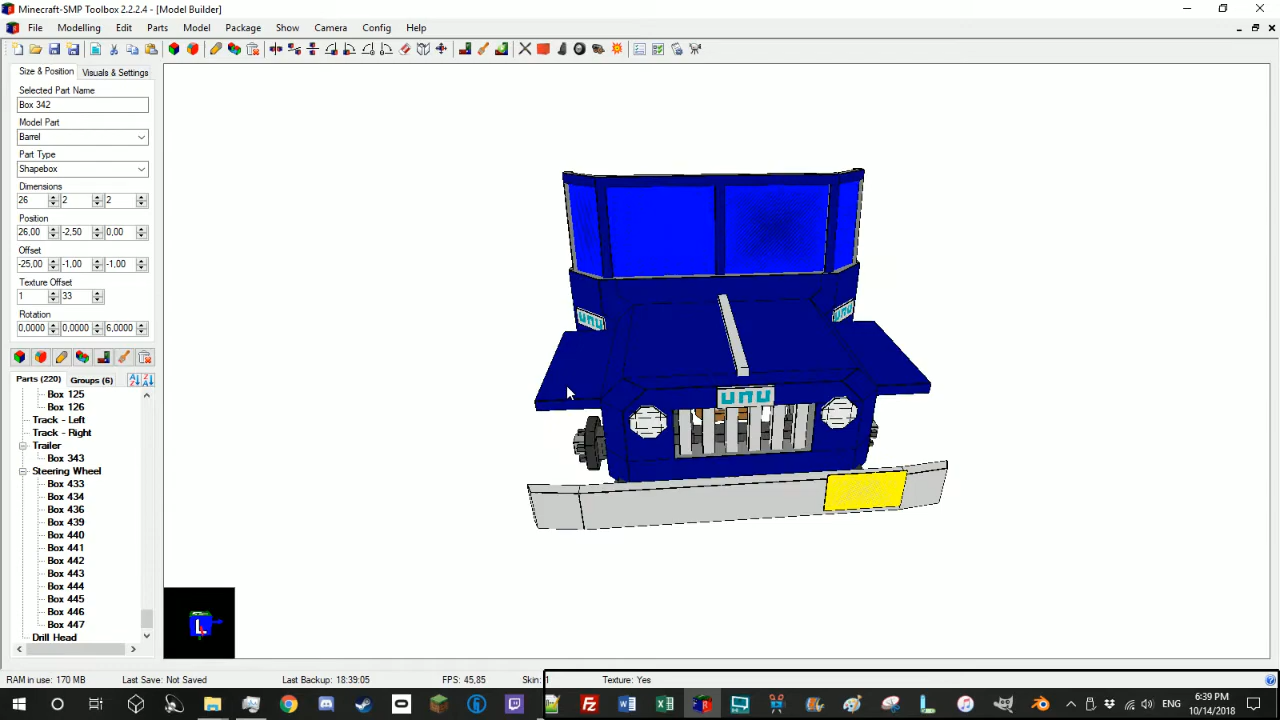 Minecraft-SMP Toolbox 2.2.2.4 - [Model Builder]
File Modelling Edit Parts Model Package Show Camera Config Help
Size & Position Visuals & Settings
Selected Part Name
Box 342
Model Part
Barrel
Part Type
Shapebox
Dimensions
26 2 2
Position
26,00 -2,50 0,00
Offset
-25,00 -1,00 -1,00
Texture Offset
1 33
Rotation
0,0000 0,0000 6,0000
Parts (220) Groups (6)
Box 125
Box 126
Track - Left
Track - Right
Trailer
Box 343
Steering Wheel
Box 433
Box 434
Box 436
Box 439
Box 440
Box 441
Box 442
Box 443
Box 444
Box 445
Box 446
Box 447
Drill Head
unu
unu
unu
L
RAM in use: 170 MB Last Save: Not Saved Last Backup: 18:39:05 FPS: 45,85 Skin: 1 Texture: Yes
ENG
6:39 PM
10/14/2018